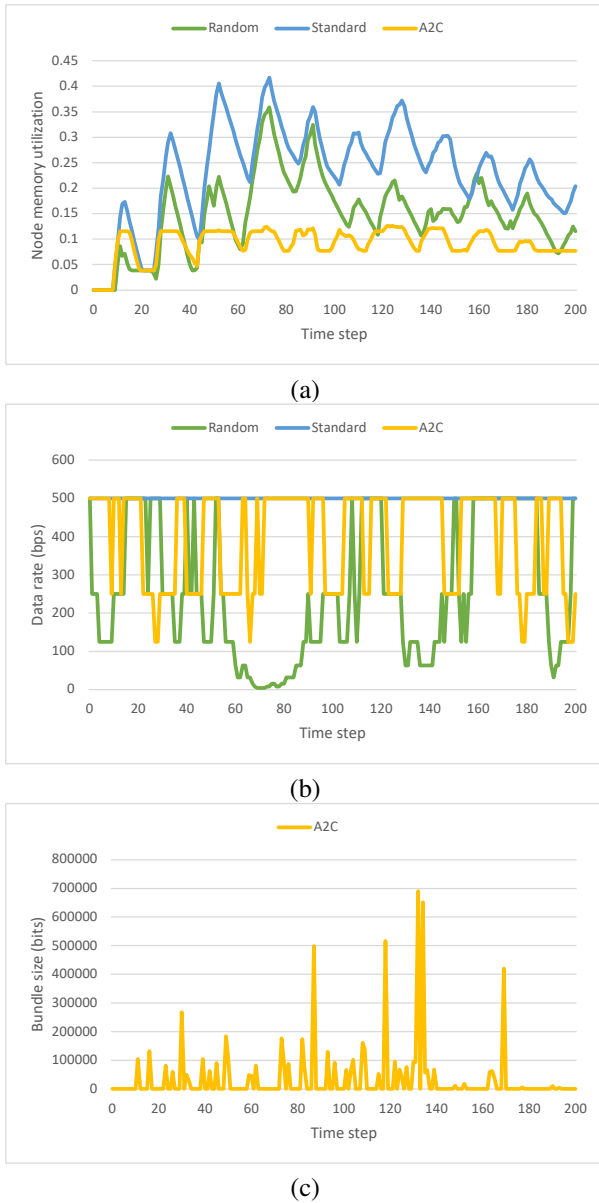 Random Standard A2C
0.45
0.4
0.35
0.3
0.25
0.2
0.15
0.1
0.05
0
Node memory utilization
0 20 40 60 80 100 120 140 160 180 200
Time step
(a)
Random Standard A2C
600
500
400
300
200
100
0
Data rate (bps)
0 20 40 60 80 100 120 140 160 180 200
Time step
(b)
A2C
800000
700000
600000
500000
400000
300000
200000
100000
0
Bundle size (bits)
0 20 40 60 80 100 120 140 160 180 200
Time step
(c)